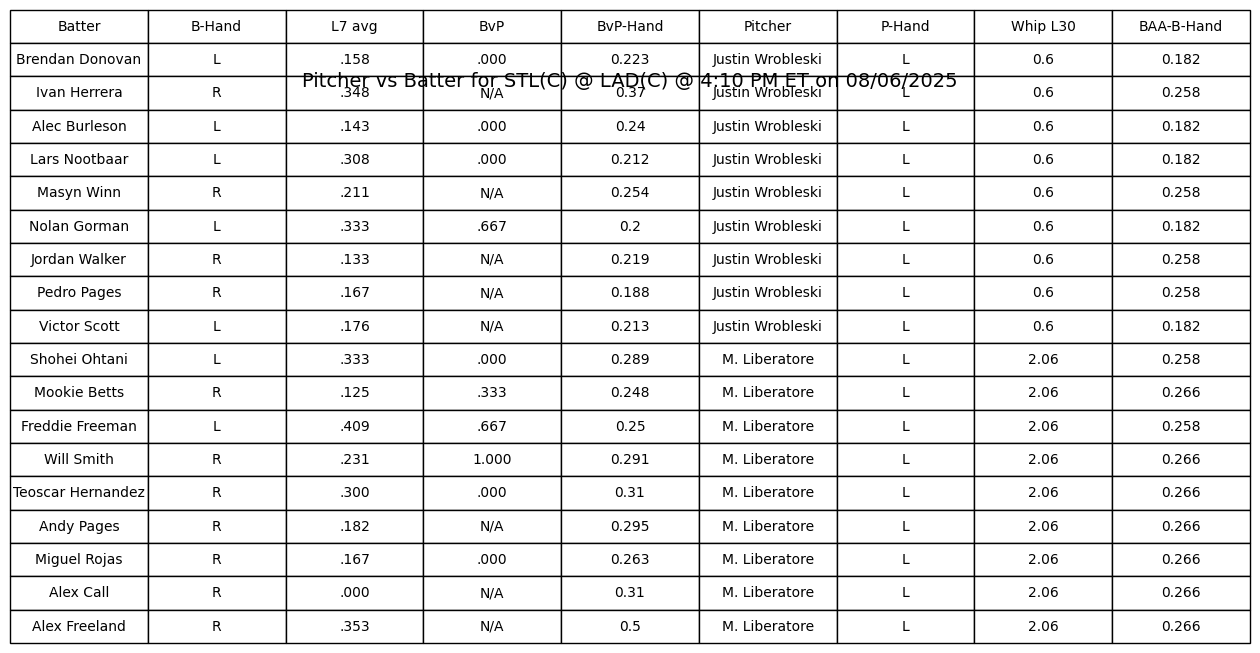 Batter B-Hand L7 avg BvP BvP-Hand Pitcher P-Hand Whip L30 BAA-B-Hand
Brendan Donovan L .158 .000 0.223 Justin Wrobleski L 0.6 0.182
Pitcher vs Batter for STL(C) @ LAD(C) @ 4:10 PM ET on 08/06/2025
Ivan Herrera R .348 N/A 0.37 Justin Wrobleski L 0.6 0.258
Alec Burleson L .143 .000 0.24 Justin Wrobleski L 0.6 0.182
Lars Nootbaar L .308 .000 0.212 Justin Wrobleski L 0.6 0.182
Masyn Winn R .211 N/A 0.254 Justin Wrobleski L 0.6 0.258
Nolan Gorman L .333 .667 0.2 Justin Wrobleski L 0.6 0.182
Jordan Walker R .133 N/A 0.219 Justin Wrobleski L 0.6 0.258
Pedro Pages R .167 N/A 0.188 Justin Wrobleski L 0.6 0.258
Victor Scott L .176 N/A 0.213 Justin Wrobleski L 0.6 0.182
Shohei Ohtani L .333 .000 0.289 M. Liberatore L 2.06 0.258
Mookie Betts R .125 .333 0.248 M. Liberatore L 2.06 0.266
Freddie Freeman L .409 .667 0.25 M. Liberatore L 2.06 0.258
Will Smith R .231 1.000 0.291 M. Liberatore L 2.06 0.266
Teoscar Hernandez R .300 .000 0.31 M. Liberatore L 2.06 0.266
Andy Pages R .182 N/A 0.295 M. Liberatore L 2.06 0.266
Miguel Rojas R .167 .000 0.263 M. Liberatore L 2.06 0.266
Alex Call R .000 N/A 0.31 M. Liberatore L 2.06 0.266
Alex Freeland R .353 N/A 0.5 M. Liberatore L 2.06 0.266